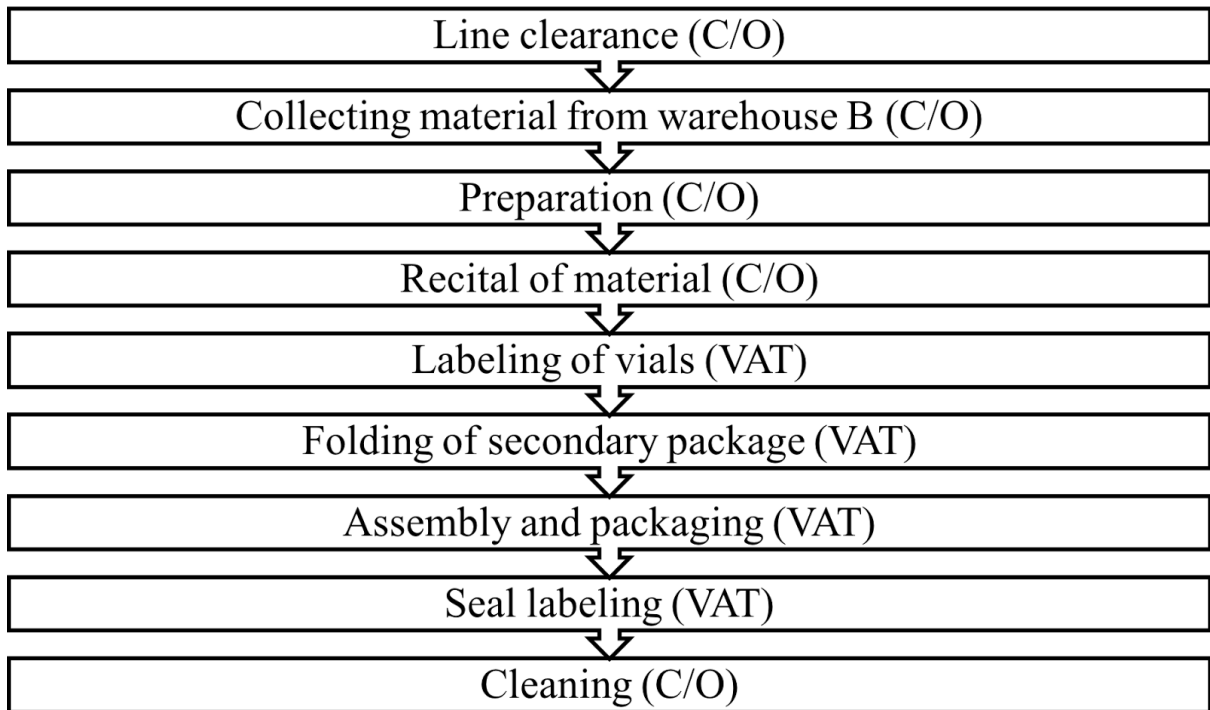 Line clearance (C/O)
Collecting material from warehouse B (C/O)
Preparation (C/O)
Recital of material (C/O)
Labeling of vials (VAT)
Folding of secondary package (VAT)
Assembly and packaging (VAT)
Seal labeling (VAT)
Cleaning (C/O)